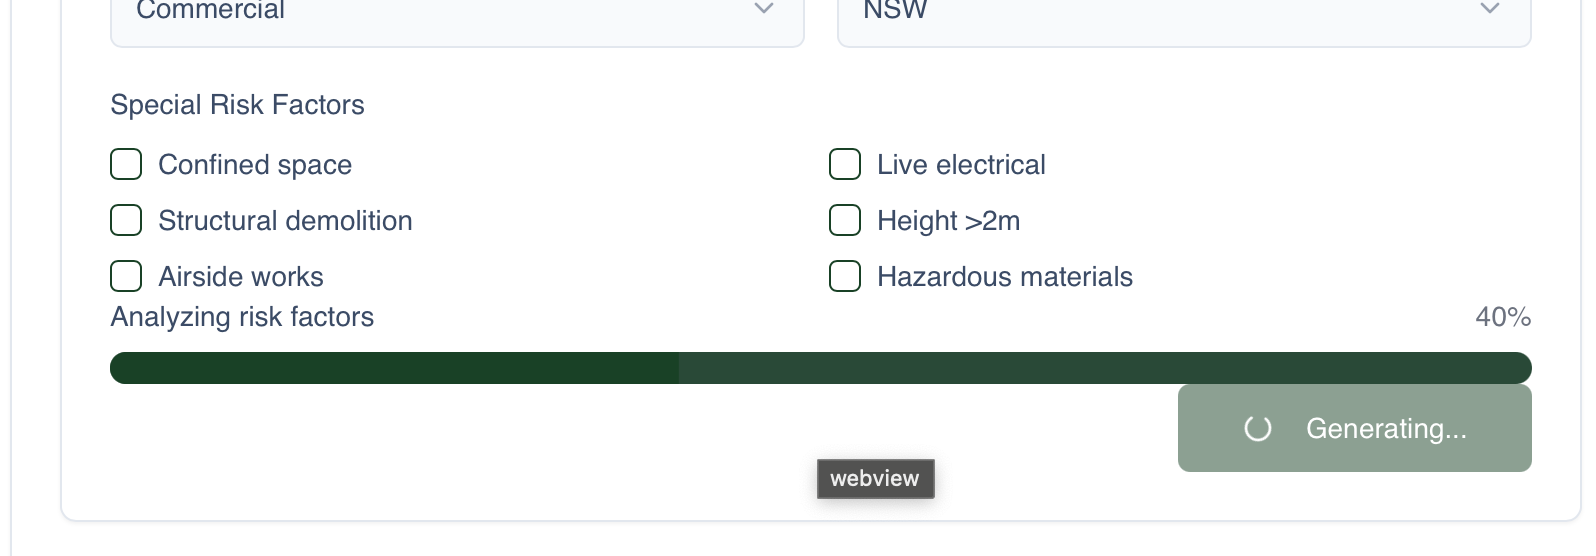 Commercial
NSW
Special Risk Factors
Confined space
Live electrical
Structural demolition
Height >2m
Airside works
Hazardous materials
Analyzing risk factors
40%
Generating...
webview